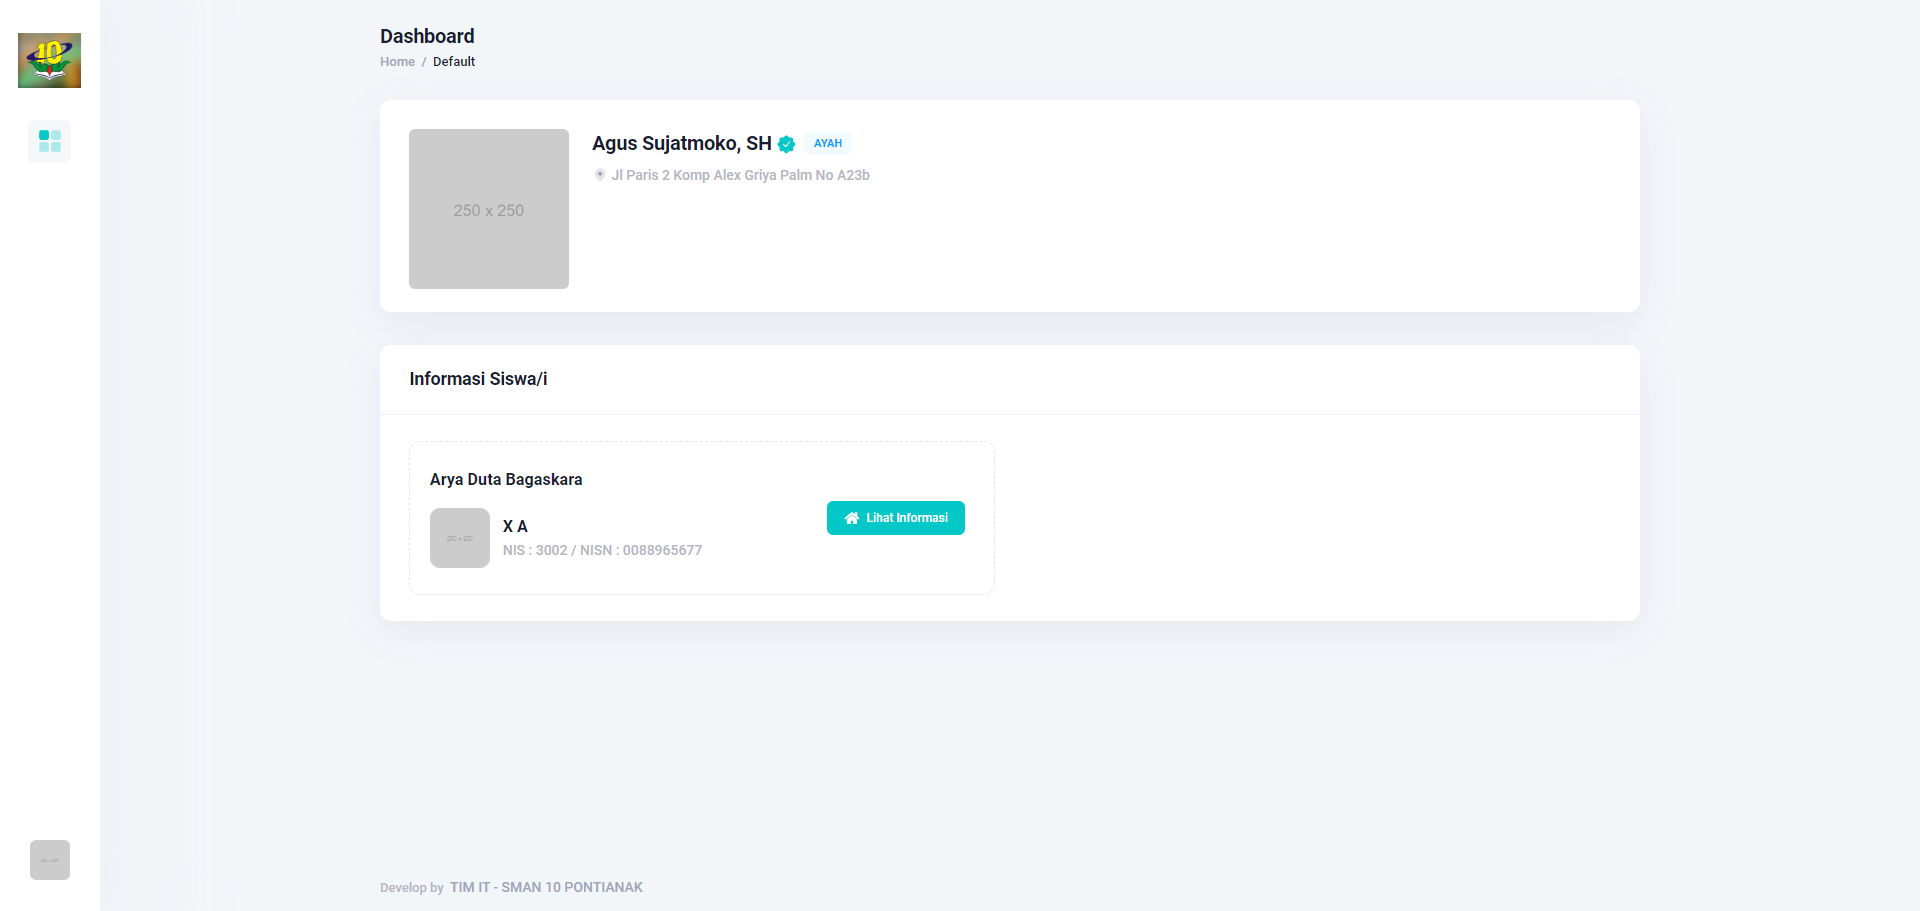 10
Dashboard
Home / Default
250 x 250
Agus Sujatmoko, SH AYAH
Jl Paris 2 Komp Alex Griya Palm No A23b
Informasi Siswa/i
Arya Duta Bagaskara
250 x 250
X A
NIS : 3002 / NISN : 0088965677
Lihat Informasi
Develop by TIM IT - SMAN 10 PONTIANAK